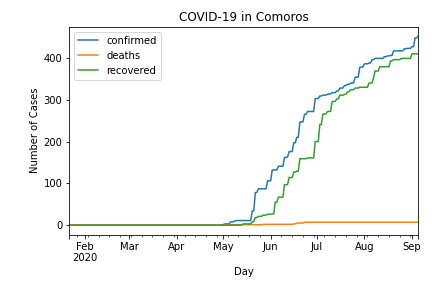 COVID-19 in Comoros
confirmed
deaths
recovered
Number of Cases
400
300
200
100
0
Feb Mar Apr May Jun Jul Aug Sep
2020
Day